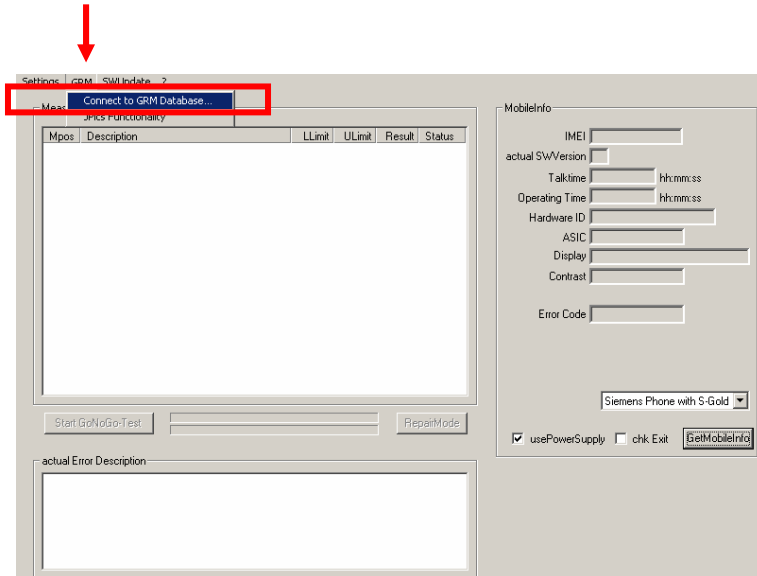 Settings GRM SWUpdate ?
Connect to GRM Database...
JPics Functionality
Mpos Description LLimit ULimit Result Status
Start GoNoGo-Test RepairMode
actual Error Description
MobileInfo
IMEI
actual SWVersion
Talktime hh:mm:ss
Operating Time hh:mm:ss
Hardware ID
ASIC
Display
Contrast
Error Code
Siemens Phone with S-Gold
usePowerSupply chk Exit GetMobileInfo